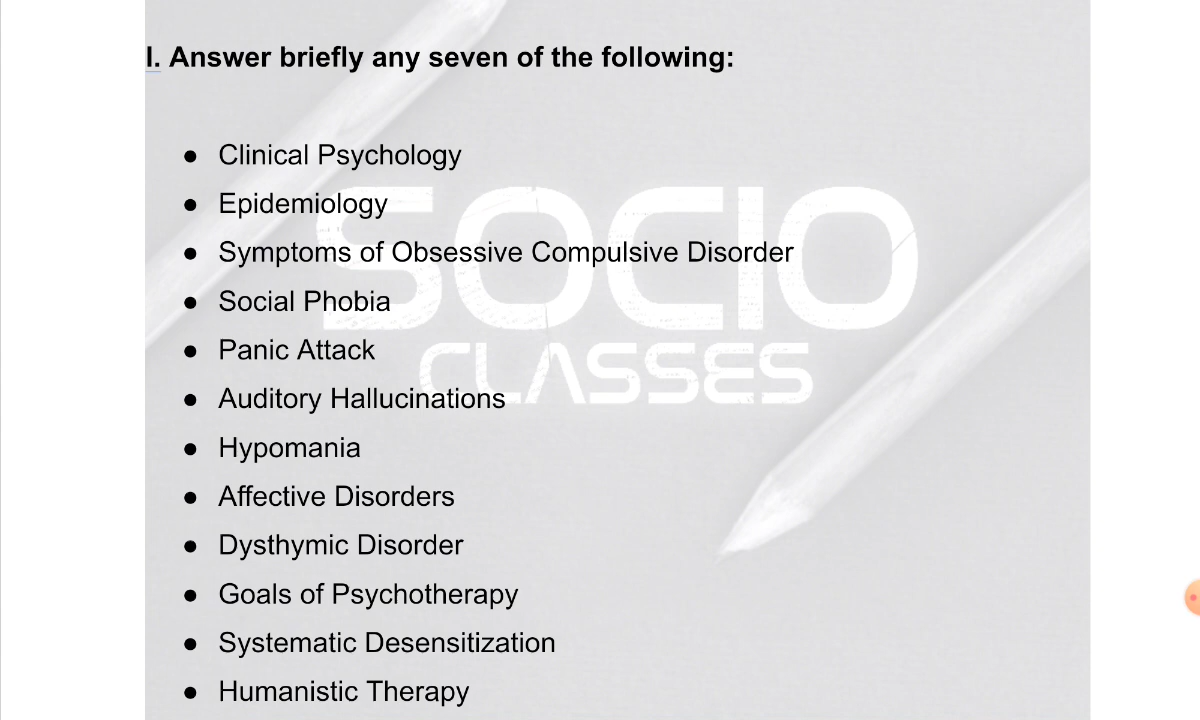 I. Answer briefly any seven of the following:
● Clinical Psychology
● Epidemiology
● Symptoms of Obsessive Compulsive Disorder
● Social Phobia
● Panic Attack
● Auditory Hallucinations
● Hypomania
● Affective Disorders
● Dysthymic Disorder
● Goals of Psychotherapy
● Systematic Desensitization
● Humanistic Therapy
SOCIO
CLASSES